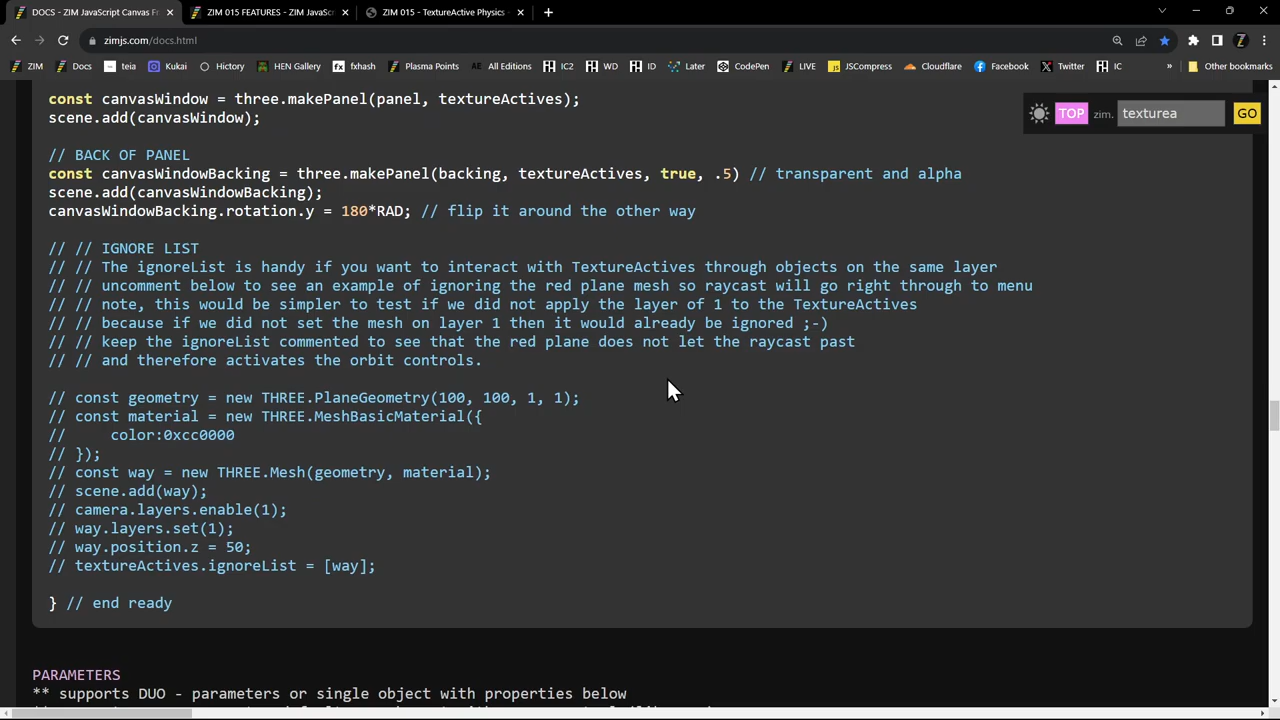 DOCS - ZIM JavaScript Canvas F
ZIM 015 FEATURES - ZIM JavaSc
ZIM 015 - TextureActive Physics -
zimjs.com/docs.html
ZIM
Docs
teia
Kukai
Hictory
HEN Gallery
fxhash
Plasma Points
All Editions
IC2
WD
ID
Later
CodePen
LIVE
JSCompress
Cloudflare
Facebook
Twitter
IC
»
Other bookmarks
TOP zim. texturea GO
const canvasWindow = three.makePanel(panel, textureActives);
scene.add(canvasWindow);
// BACK OF PANEL
const canvasWindowBacking = three.makePanel(backing, textureActives, true, .5) // transparent and alpha
scene.add(canvasWindowBacking);
canvasWindowBacking.rotation.y = 180*RAD; // flip it around the other way
// // IGNORE LIST
// // The ignoreList is handy if you want to interact with TextureActives through objects on the same layer
// // uncomment below to see an example of ignoring the red plane mesh so raycast will go right through to menu
// // note, this would be simpler to test if we did not apply the layer of 1 to the TextureActives
// // because if we did not set the mesh on layer 1 then it would already be ignored ;-)
// // keep the ignoreList commented to see that the red plane does not let the raycast past
// // and therefore activates the orbit controls.
// const geometry = new THREE.PlaneGeometry(100, 100, 1, 1);
// const material = new THREE.MeshBasicMaterial({
// color:0xcc0000
// });
// const way = new THREE.Mesh(geometry, material);
// scene.add(way);
// camera.layers.enable(1);
// way.layers.set(1);
// way.position.z = 50;
// textureActives.ignoreList = [way];
} // end ready
PARAMETERS
** supports DUO - parameters or single object with properties below